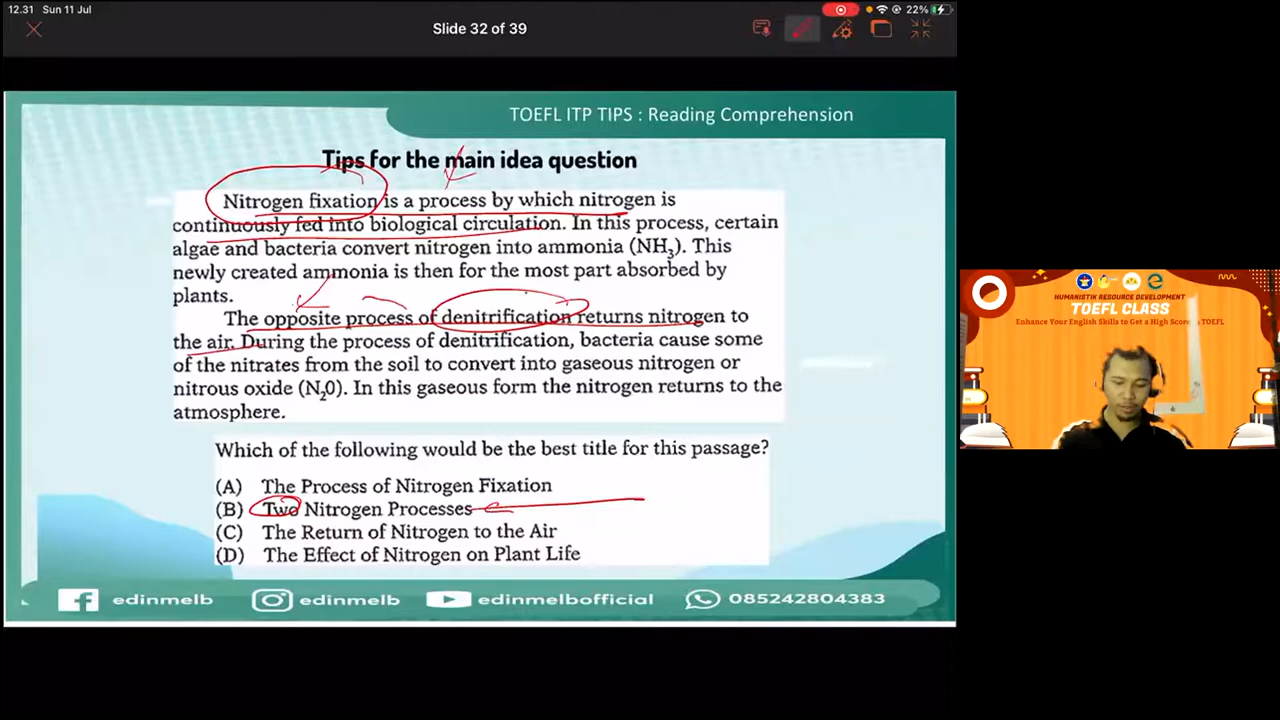 12.31 Sun 11 Jul
22%
Slide 32 of 39
TOEFL ITP TIPS : Reading Comprehension
Tips for the main idea question
Nitrogen fixation is a process by which nitrogen is
continuously fed into biological circulation. In this process, certain
algae and bacteria convert nitrogen into ammonia (NH₃). This
newly created ammonia is then for the most part absorbed by
plants.
The opposite process of denitrification returns nitrogen to
the air. During the process of denitrification, bacteria cause some
of the nitrates from the soil to convert into gaseous nitrogen or
nitrous oxide (N₂0). In this gaseous form the nitrogen returns to the
atmosphere.
Which of the following would be the best title for this passage?
(A) The Process of Nitrogen Fixation
(B) Two Nitrogen Processes
(C) The Return of Nitrogen to the Air
(D) The Effect of Nitrogen on Plant Life
edinmelb
edinmelb
edinmelbofficial
085242804383
HUMANISTIK RESOURCE DEVELOPMENT
TOEFL CLASS
Enhance Your English Skills to Get a High Score TOEFL